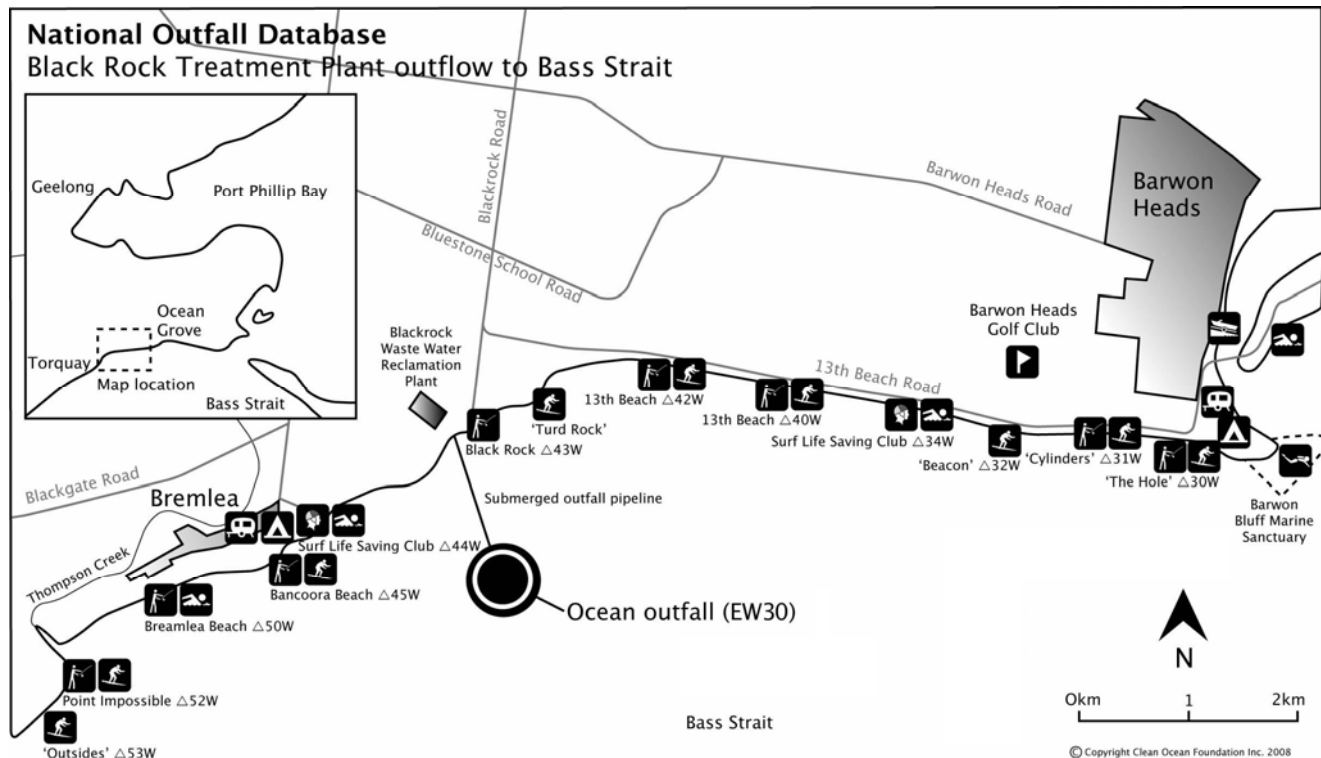 National Outfall Database
Black Rock Treatment Plant outflow to Bass Strait
Geelong
Port Phillip Bay
Ocean
Grove
Torquay
Map location
Bass Strait
Blackrock Road
Bluestone School Road
Barwon Heads Road
Barwon
Heads
Barwon Heads
Golf Club
Blackrock
Waste Water
Reclamation
Plant
13th Beach Road
13th Beach △42W
13th Beach △40W
'Turd Rock'
Black Rock △43W
Surf Life Saving Club △34W
'Beacon' △32W
'Cylinders' △31W
'The Hole' △30W
Barwon
Bluff Marine
Sanctuary
Blackgate Road
Bremlea
Submerged outfall pipeline
Surf Life Saving Club △44W
Thompson Creek
Bancoora Beach △45W
Breamlea Beach △50W
Ocean outfall (EW30)
Point Impossible △52W
'Outsides' △53W
Bass Strait
N
0km 1 2km
© Copyright Clean Ocean Foundation Inc. 2008